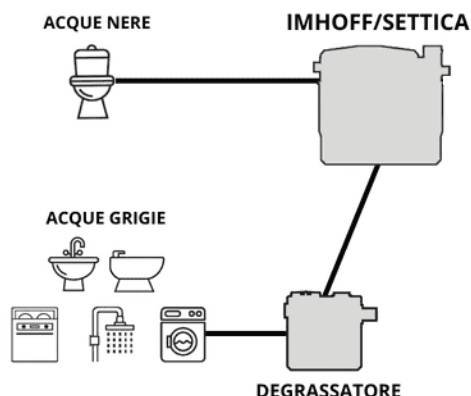 ACQUE NERE
IMHOFF/SETTICA
ACQUE GRIGIE
DEGRASSATORE